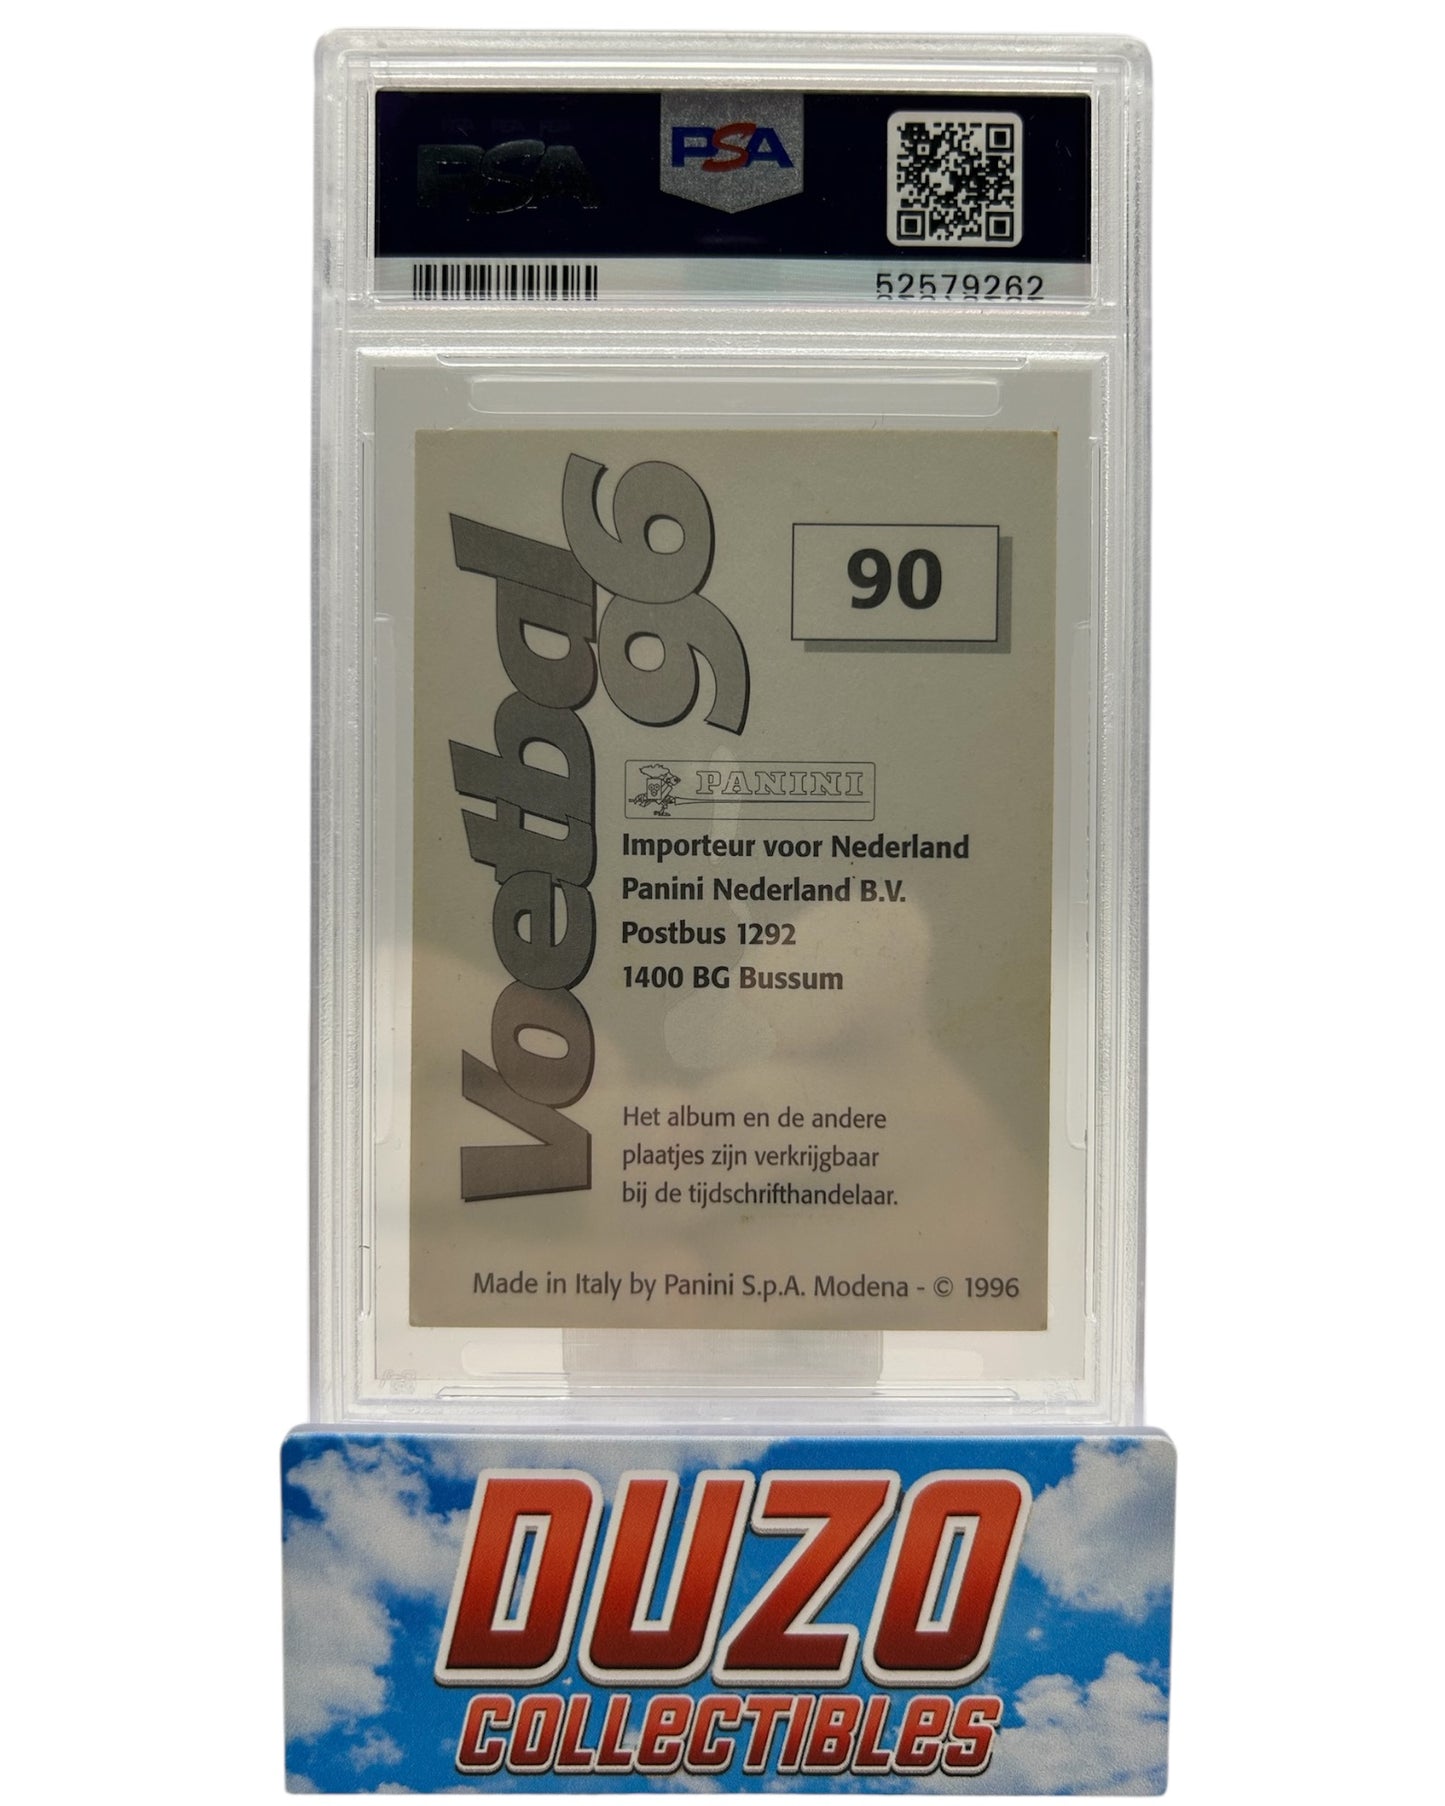 PSA
PSA
52579262
Voetbal 96
90
PANINI
Importeur voor Nederland
Panini Nederland B.V.
Postbus 1292
1400 BG Bussum
Het album en de andere
plaatjes zijn verkrijgbaar
bij de tijdschrifthandelaar.
Made in Italy by Panini S.p.A. Modena - © 1996
DUZO
COLLECTIBLES